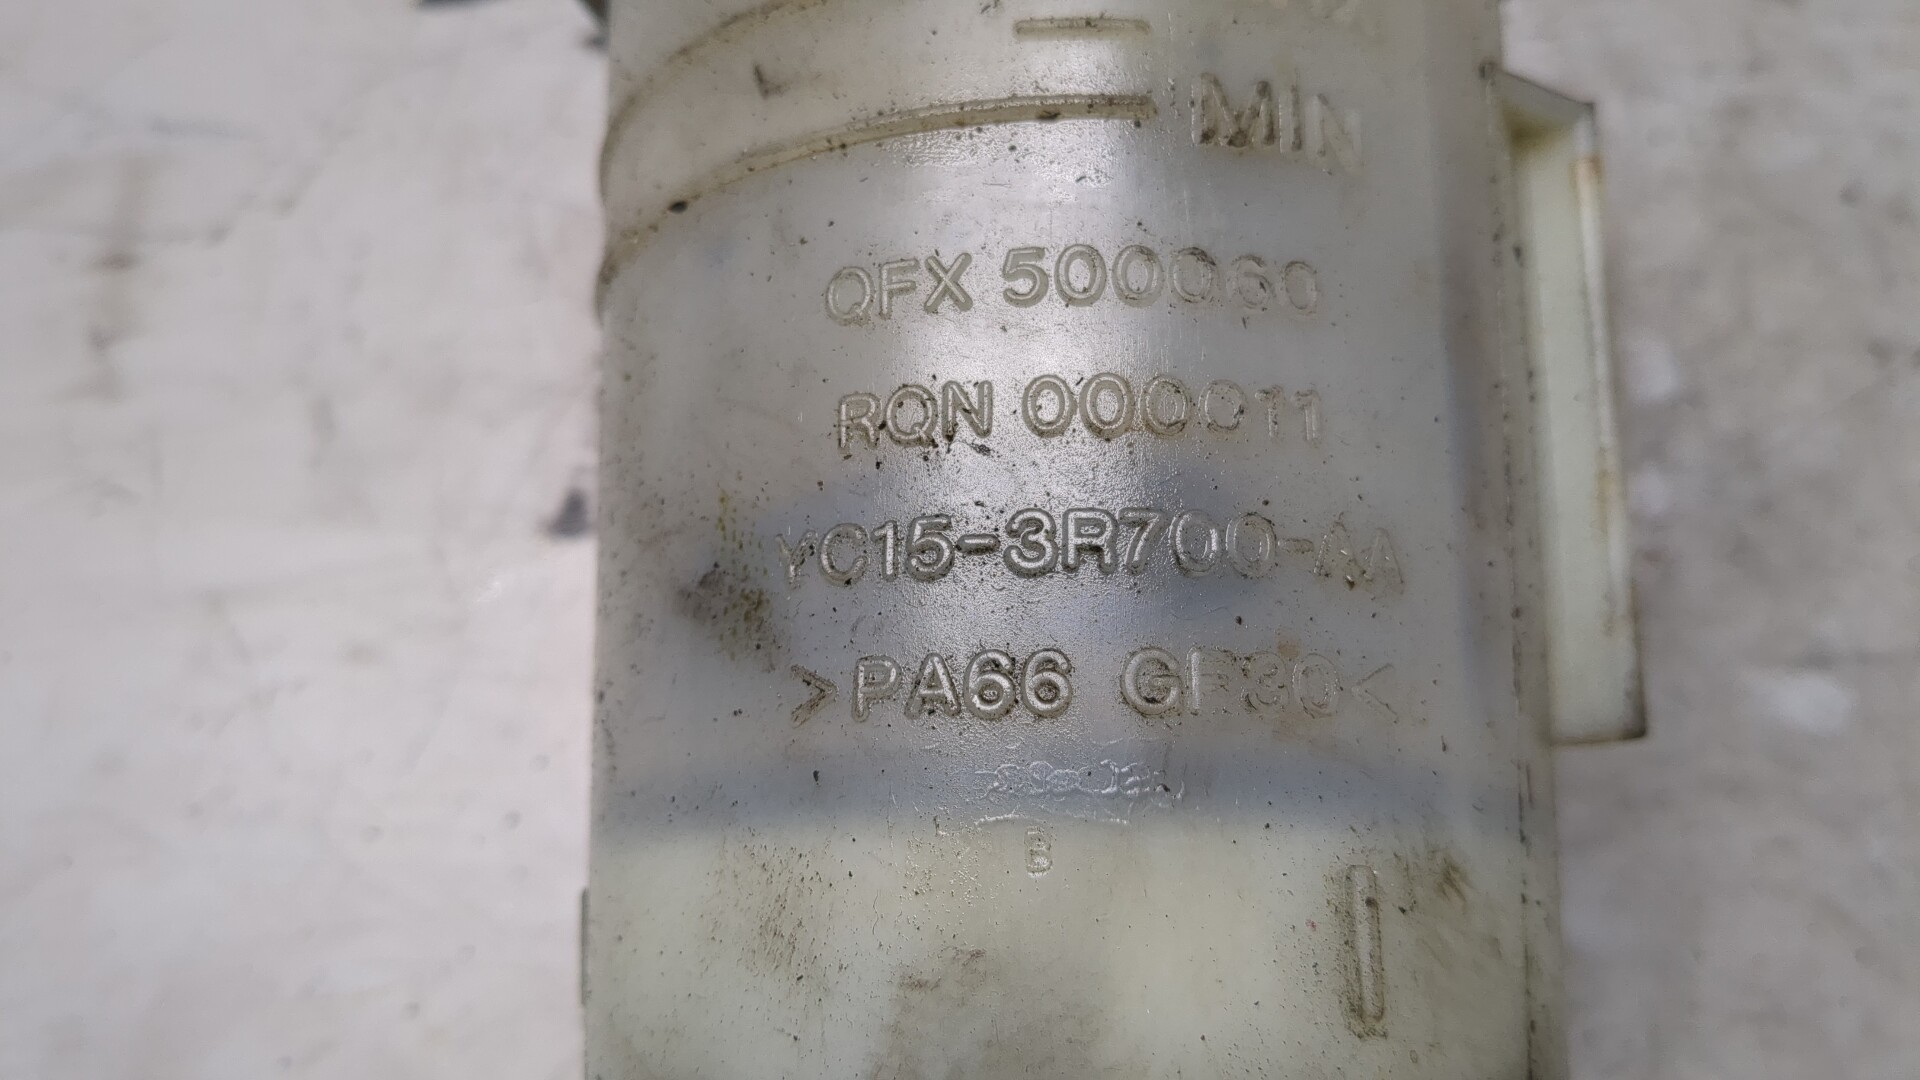 MIN
QFX 500060
RQN 000011
YC15-3R700-AA
>PA66 GF30<
B